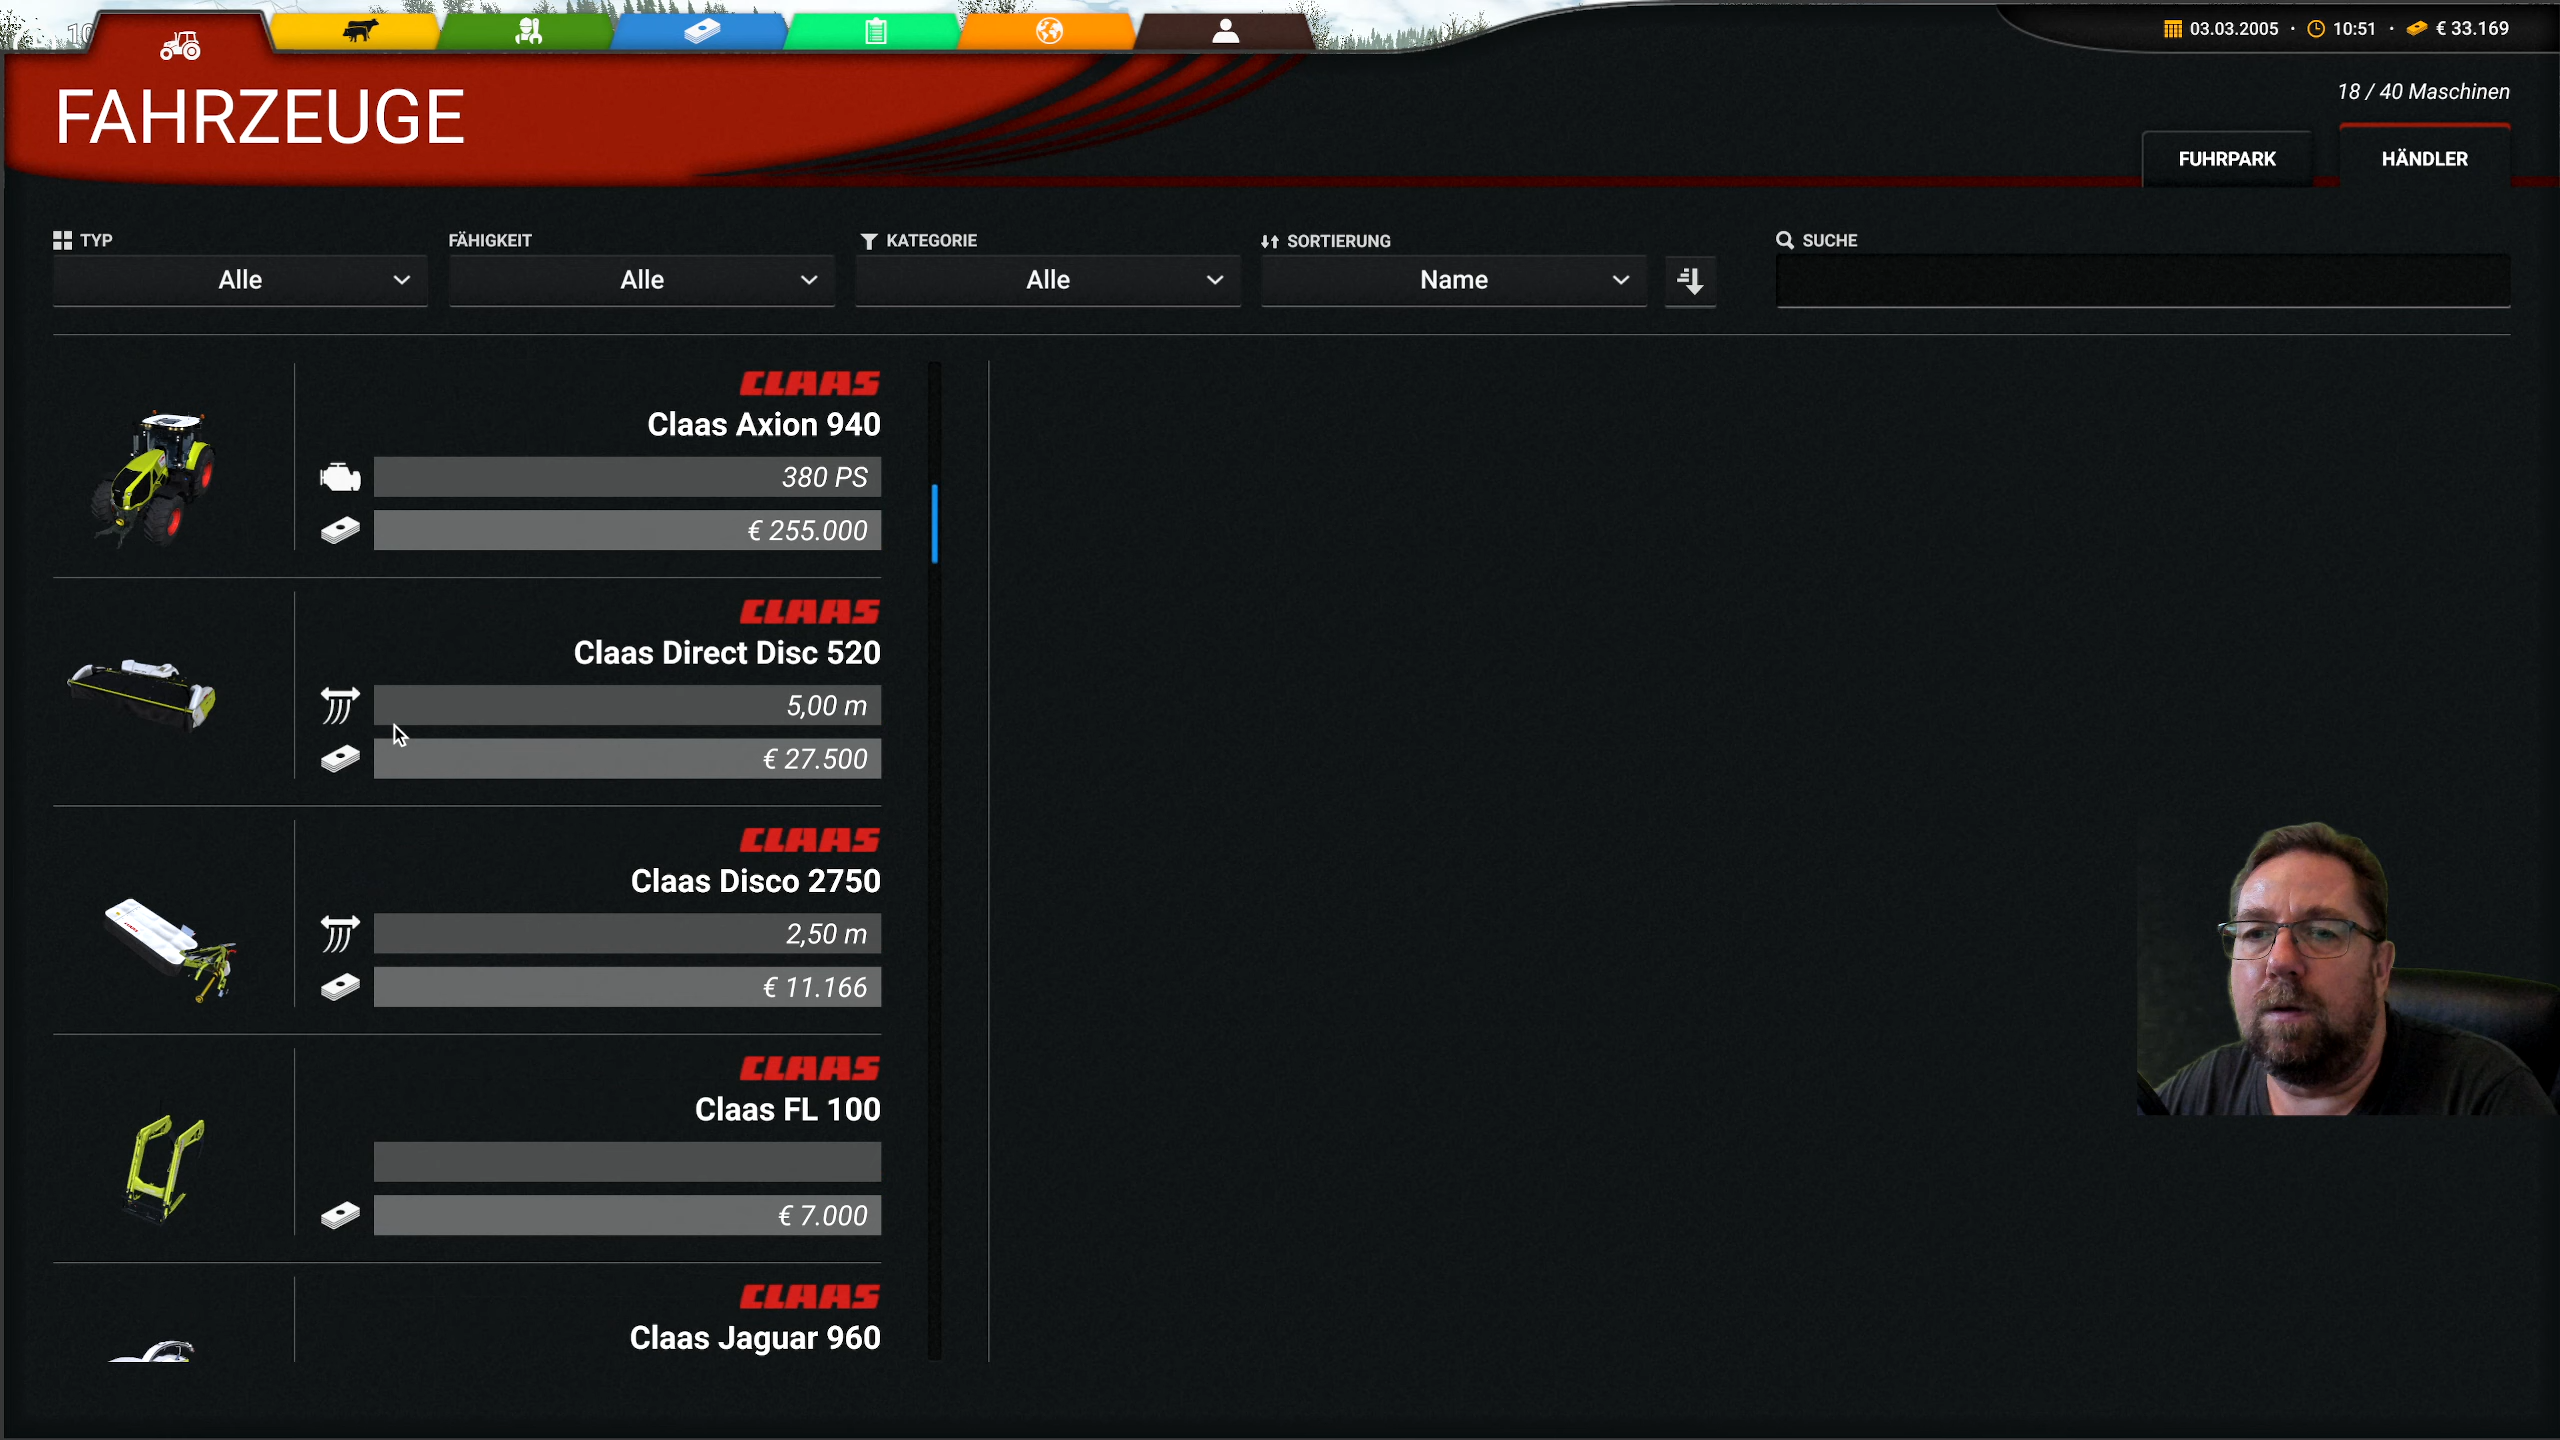 03.03.2005 · 10:51 · € 33.169
FAHRZEUGE
18 / 40 Maschinen
FUHRPARK
HÄNDLER
TYP
FÄHIGKEIT
KATEGORIE
SORTIERUNG
SUCHE
Alle
Alle
Alle
Name
CLAAS
Claas Axion 940
380 PS
€ 255.000
CLAAS
Claas Direct Disc 520
5,00 m
€ 27.500
CLAAS
Claas Disco 2750
2,50 m
€ 11.166
CLAAS
Claas FL 100
€ 7.000
CLAAS
Claas Jaguar 960